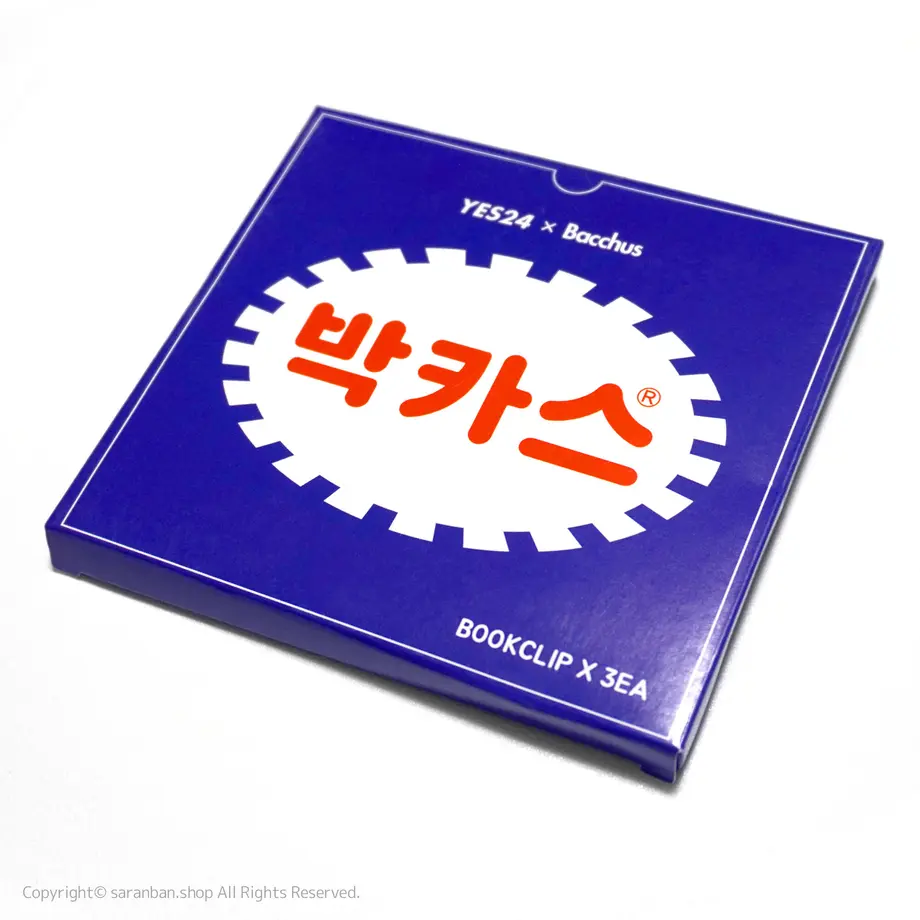 YES24 × Bacchus
박카스®
BOOKCLIP X 3EA
Copyright© saranban.shop All Rights Reserved.